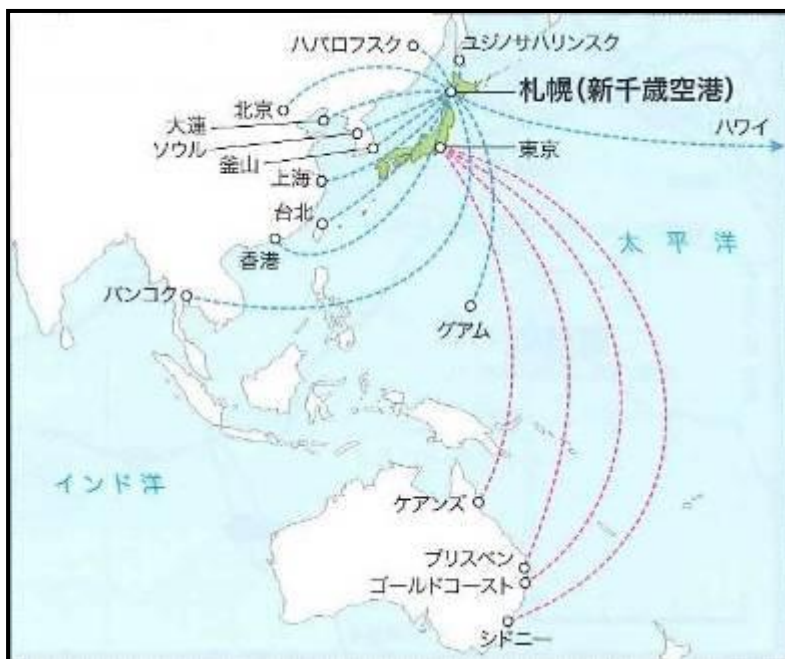 ハバロフスク
ユジノサハリンスク
札幌(新千歳空港)
北京
大連
ソウル
釜山
上海
台北
香港
バンコク
東京
ハワイ
太平洋
グアム
インド洋
ケアンズ
ブリスベン
ゴールドコースト
シドニー